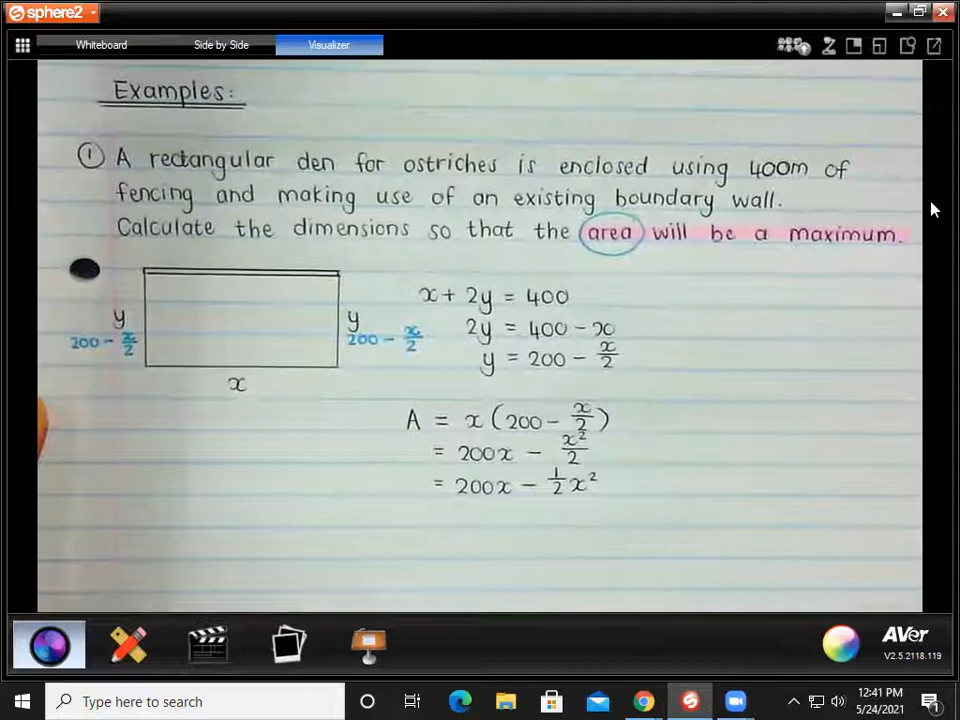 sphere2
Whiteboard Side by Side Visualizer
Examples:
① A rectangular den for ostriches is enclosed using 400m of
fencing and making use of an existing boundary wall.
Calculate the dimensions so that the area will be a maximum.
y
200 - x/2
y
200 - x/2
x
x + 2y = 400
2y = 400 - x
y = 200 - x/2
A = x(200 - x/2)
= 200x - x²/2
= 200x - 1/2x²
AVer
V2.5.2118.119
Type here to search
12:41 PM
5/24/2021
1